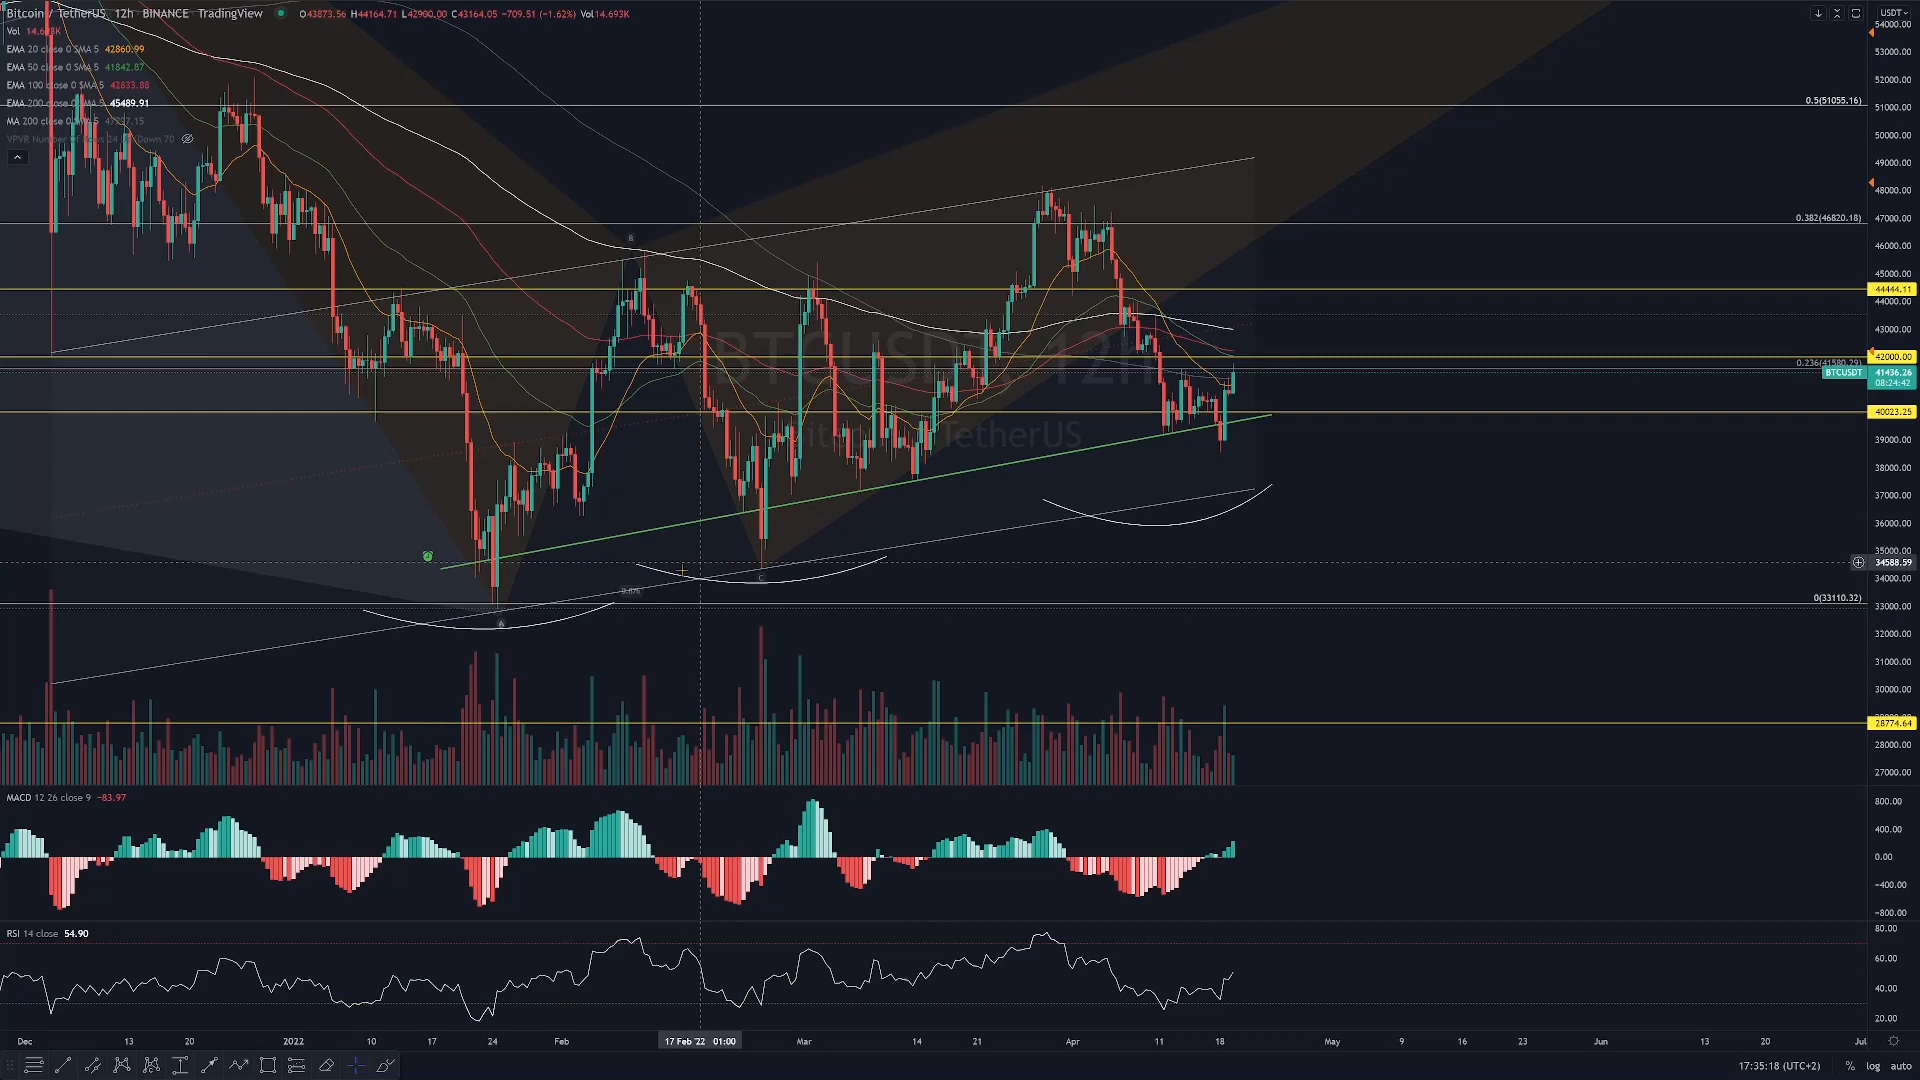 Bitcoin / TetherUS 12h BINANCE TradingView O43873.56 H44164.71 L42900.00 C43164.05 −709.51 (−1.62%) Vol14.693K
Vol 14.693K
EMA 20 close 0 SMA 5 42860.99
EMA 50 close 0 SMA 5 41842.87
EMA 100 close 0 SMA 5 42833.88
EMA 200 close 0 SMA 5 45489.91
MA 200 close 0 SMA 5
USDT
54000.00
53000.00
52000.00
0.5(51055.16)
51000.00
50000.00
49000.00
48000.00
0.382(46820.18)
47000.00
46000.00
45000.00
44444.11
44000.00
43000.00
42000.00
0.236(41580.29)
BTCUSDT 41436.26
08:24:42
40023.25
39000.00
38000.00
37000.00
36000.00
35000.00
34588.59
34000.00
0(33110.32)
33000.00
32000.00
31000.00
30000.00
28774.64
28000.00
27000.00
B
C
A
0.876
12h
TetherUS
MACD 12 26 close 9 −83.97
800.00
400.00
0.00
−400.00
−800.00
RSI 14 close 54.90
80.00
60.00
40.00
20.00
Dec 13 20 2022 10 17 24 Feb 17 Feb '22 01:00 Mar 14 21 Apr 11 18 May 9 16 23 Jun 13 20 Jul
17:35:18 (UTC+2) % log auto